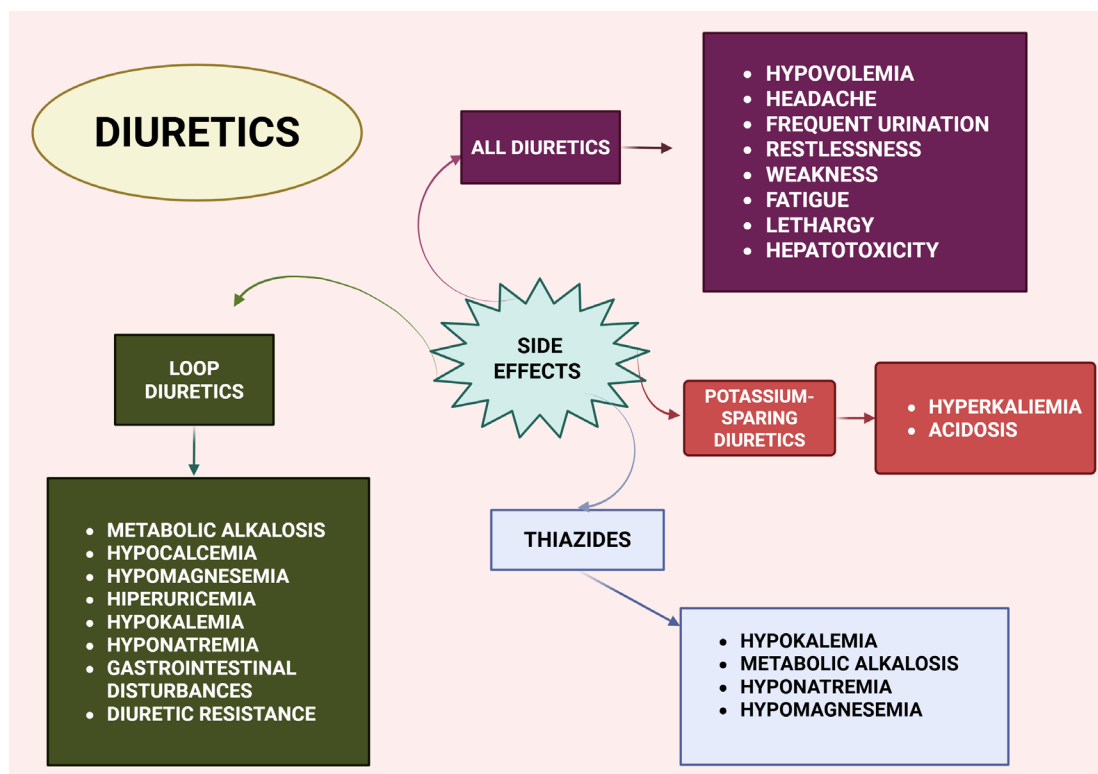 DIURETICS
ALL DIURETICS
• HYPOVOLEMIA
• HEADACHE
• FREQUENT URINATION
• RESTLESSNESS
• WEAKNESS
• FATIGUE
• LETHARGY
• HEPATOTOXICITY
SIDE
EFFECTS
LOOP
DIURETICS
• METABOLIC ALKALOSIS
• HYPOCALCEMIA
• HYPOMAGNESEMIA
• HIPERURICEMIA
• HYPOKALEMIA
• HYPONATREMIA
• GASTROINTESTINAL
DISTURBANCES
• DIURETIC RESISTANCE
POTASSIUM-
SPARING
DIURETICS
• HYPERKALIEMIA
• ACIDOSIS
THIAZIDES
• HYPOKALEMIA
• METABOLIC ALKALOSIS
• HYPONATREMIA
• HYPOMAGNESEMIA